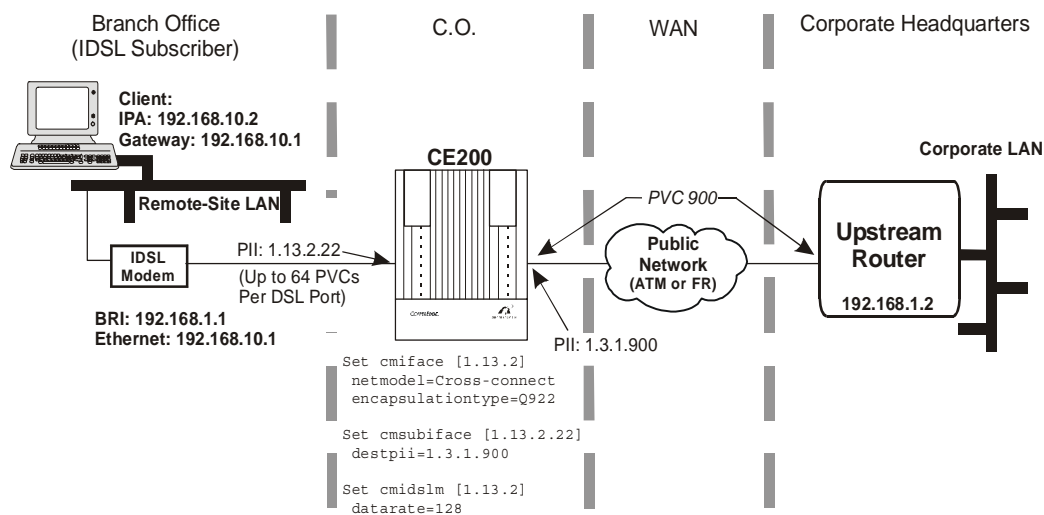 Branch Office
(IDSL Subscriber)
C.O.
WAN
Corporate Headquarters
Client:
IPA: 192.168.10.2
Gateway: 192.168.10.1
Remote-Site LAN
IDSL
Modem
BRI: 192.168.1.1
Ethernet: 192.168.10.1
PII: 1.13.2.22
(Up to 64 PVCs
Per DSL Port)
CE200
PVC 900
Public
Network
(ATM or FR)
PII: 1.3.1.900
Corporate LAN
Upstream
Router
192.168.1.2
Set cmiface [1.13.2]
netmodel=Cross-connect
encapsulationtype=Q922
Set cmsubiface [1.13.2.22]
destpii=1.3.1.900
Set cmidslm [1.13.2]
datarate=128